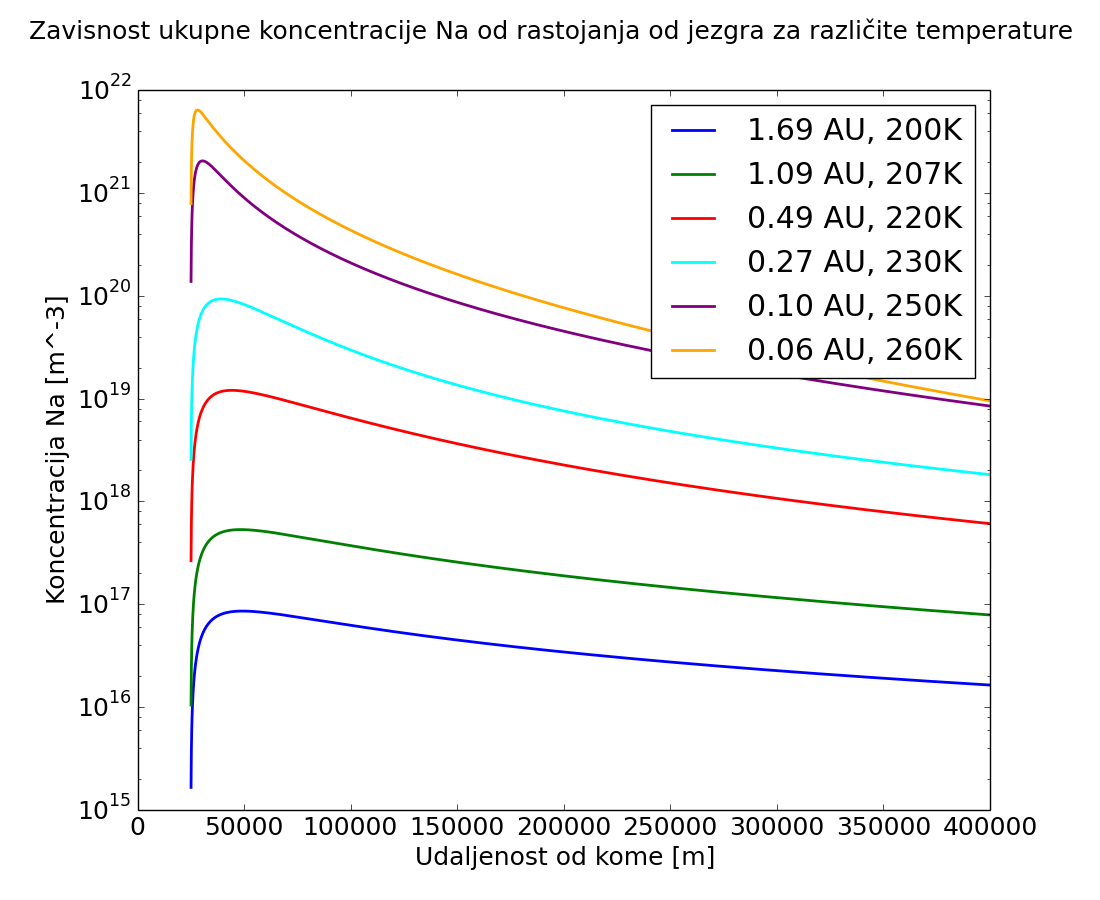 Zavisnost ukupne koncentracije Na od rastojanja od jezgra za različite temperature
10^22
10^21
10^20
10^19
10^18
10^17
10^16
10^15
Koncentracija Na [m^-3]
1.69 AU, 200K
1.09 AU, 207K
0.49 AU, 220K
0.27 AU, 230K
0.10 AU, 250K
0.06 AU, 260K
0 50000 100000 150000 200000 250000 300000 350000 400000
Udaljenost od kome [m]